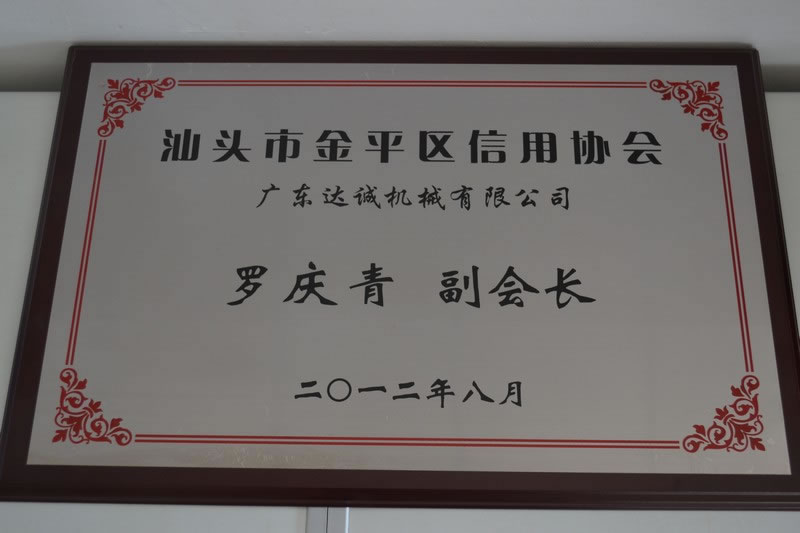 汕头市金平区信用协会
广东达诚机械有限公司
罗庆青 副会长
二〇一二年八月